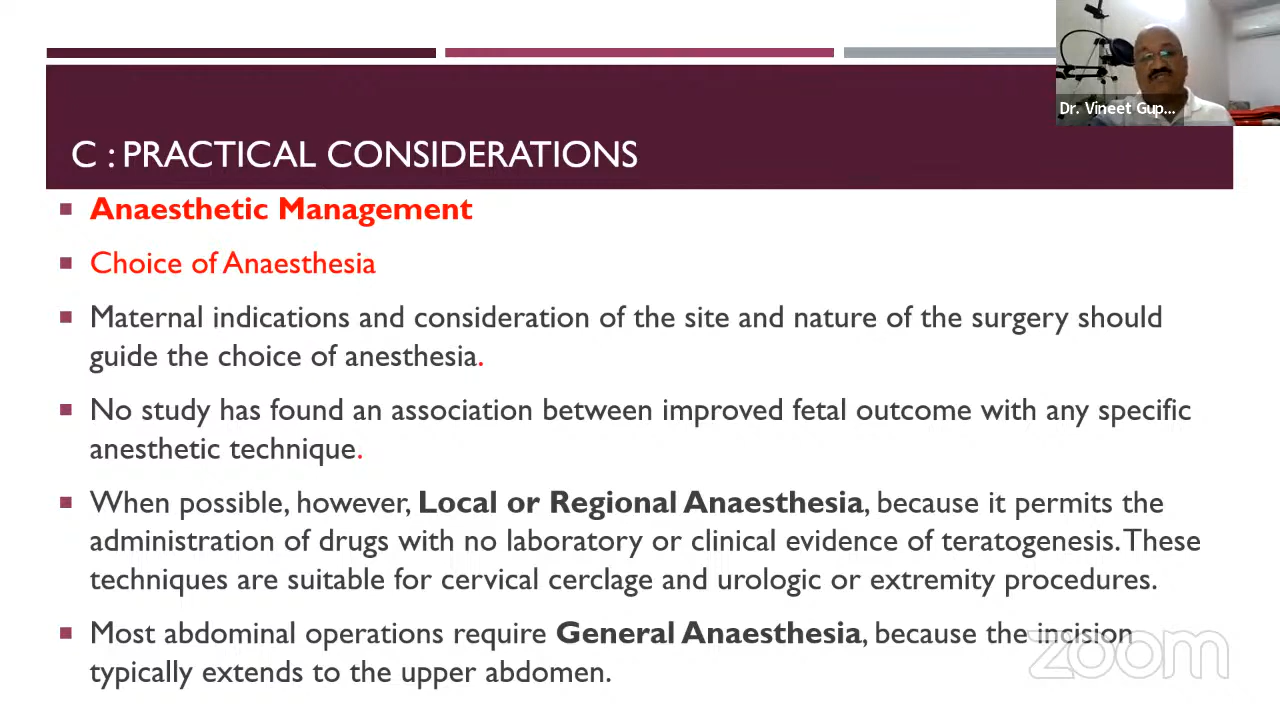 Dr. Vineet Gup...
C : PRACTICAL CONSIDERATIONS
Anaesthetic Management
Choice of Anaesthesia
Maternal indications and consideration of the site and nature of the surgery should
guide the choice of anesthesia.
No study has found an association between improved fetal outcome with any specific
anesthetic technique.
When possible, however, Local or Regional Anaesthesia, because it permits the
administration of drugs with no laboratory or clinical evidence of teratogenesis. These
techniques are suitable for cervical cerclage and urologic or extremity procedures.
Most abdominal operations require General Anaesthesia, because the incision
typically extends to the upper abdomen.
zoom